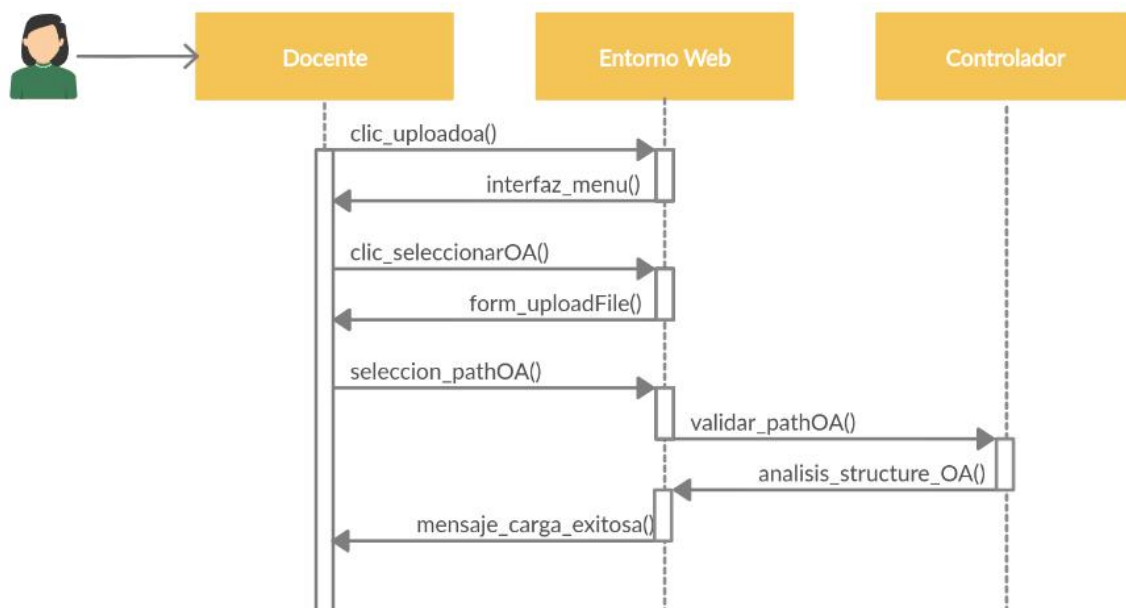 Docente
Entorno Web
Controlador
clic_uploadoa()
interfaz_menu()
clic_seleccionarOA()
form_uploadFile()
seleccion_pathOA()
validar_pathOA()
analisis_structure_OA()
mensaje_carga_exitosa()